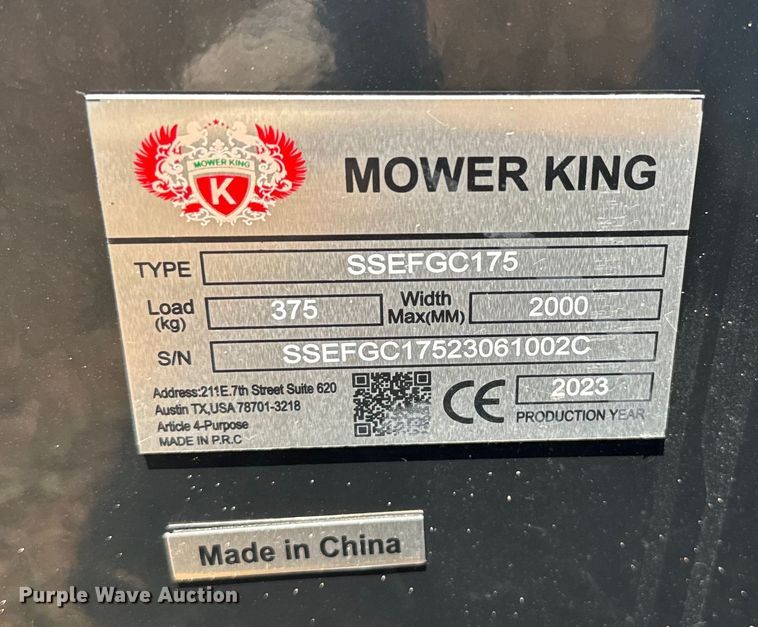 MOWER KING
K
MOWER KING
TYPE SSEFGC175
Load (kg) 375 Width Max(MM) 2000
S/N SSEFGC17523061002C
Address:211E.7th Street Suite 620
Austin TX,USA 78701-3218
Article 4-Purpose
MADE IN P.R.C
CE
2023
PRODUCTION YEAR
Made in China
Purple Wave Auction